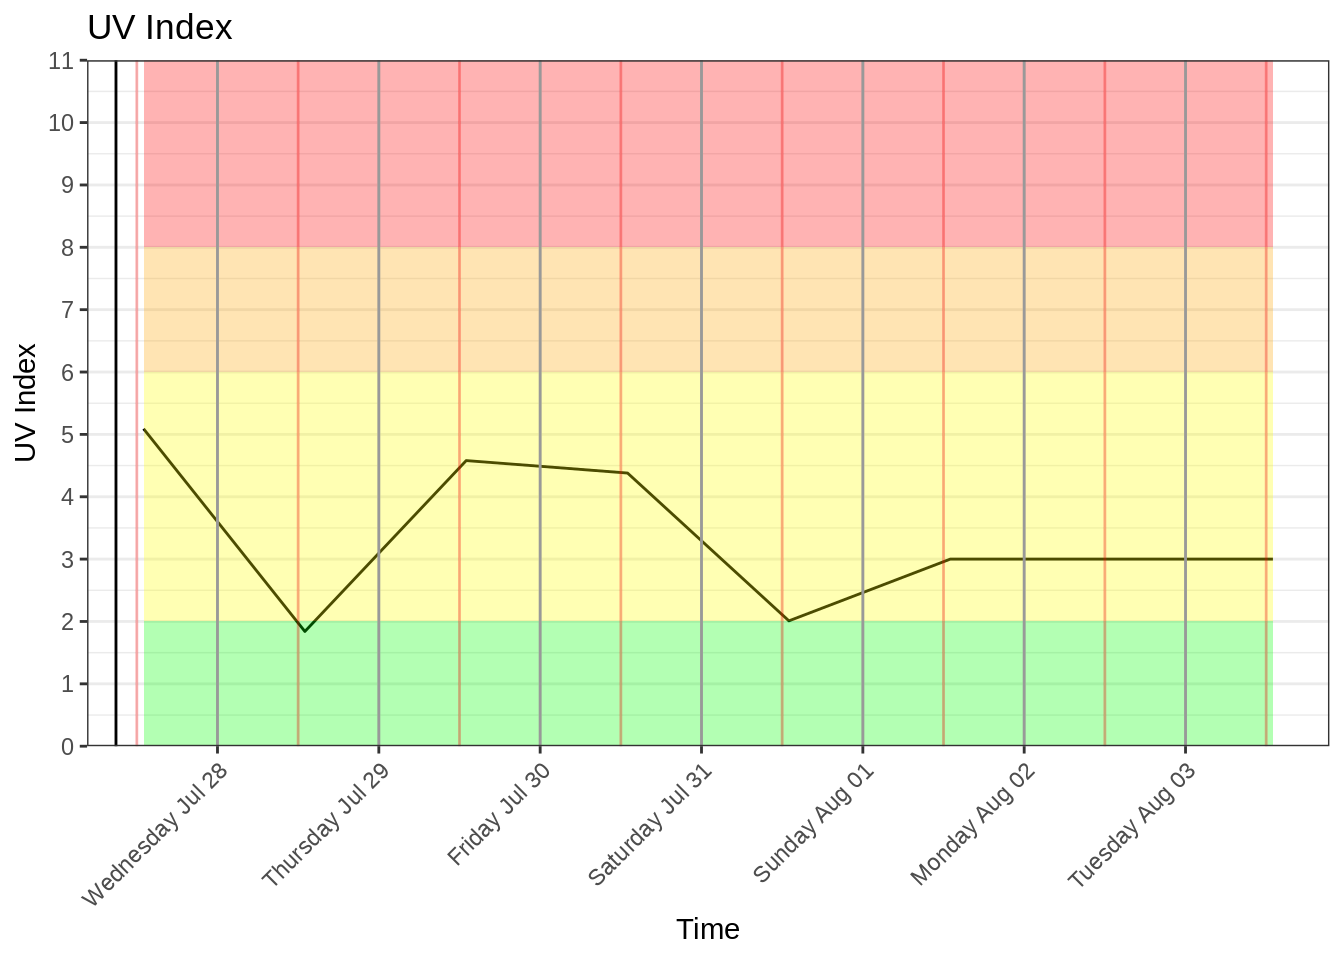 UV Index
11
10
9
8
7
6
5
4
3
2
1
0
UV Index
Wednesday Jul 28
Thursday Jul 29
Friday Jul 30
Saturday Jul 31
Sunday Aug 01
Monday Aug 02
Tuesday Aug 03
Time